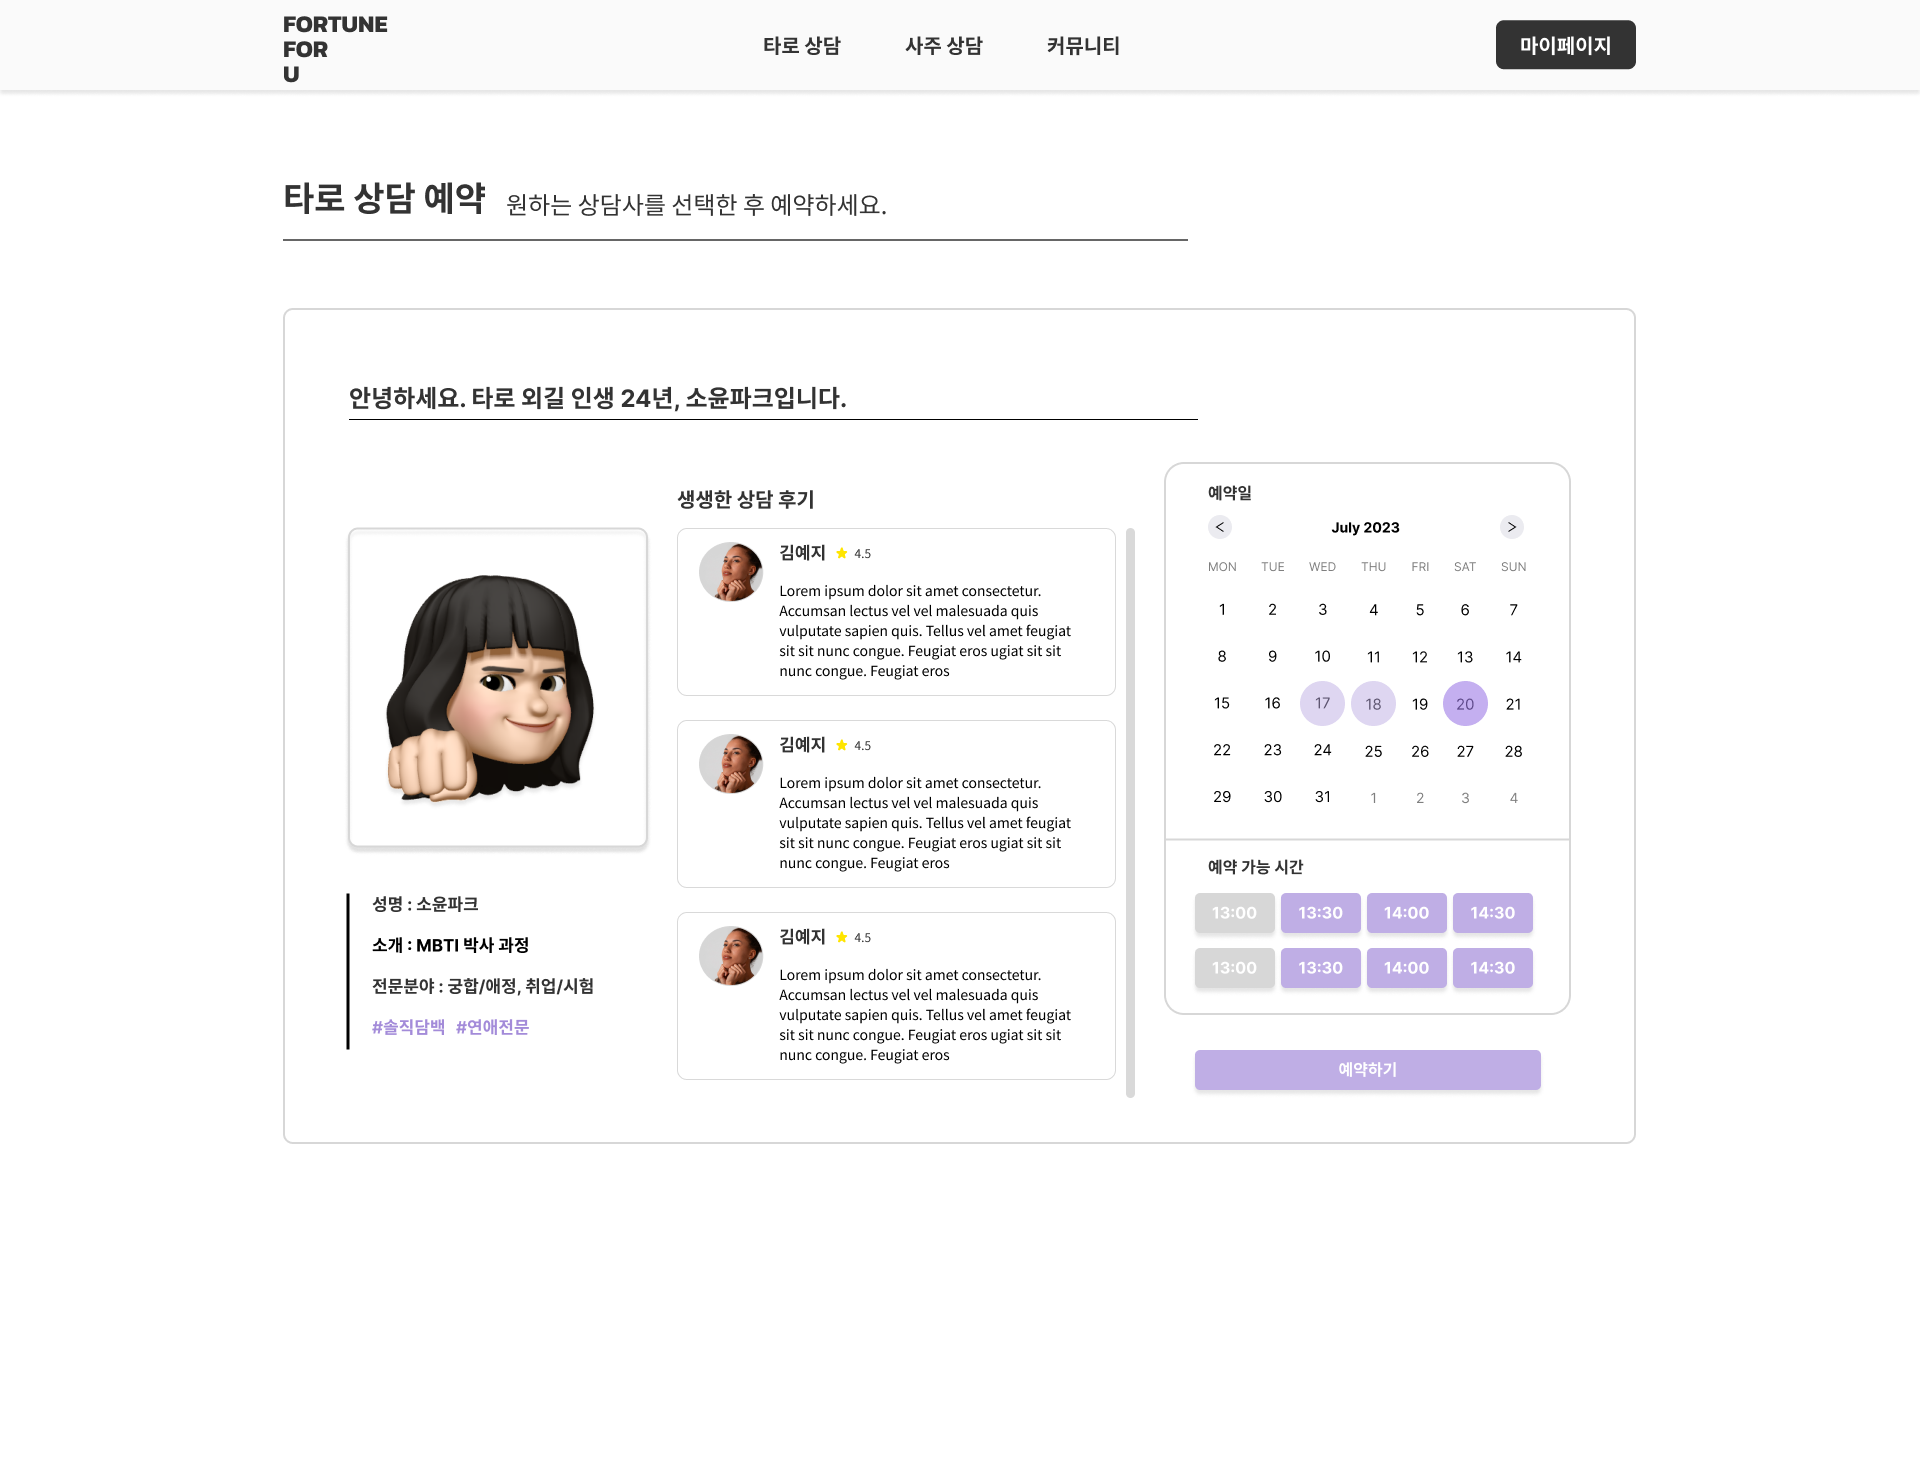 FORTUNE
FOR
U
타로 상담
사주 상담
커뮤니티
마이페이지
타로 상담 예약
원하는 상담사를 선택한 후 예약하세요.
안녕하세요. 타로 외길 인생 24년, 소윤파크입니다.
성명 : 소윤파크
소개 : MBTI 박사 과정
전문분야 : 궁합/애정, 취업/시험
#솔직담백 #연애전문
생생한 상담 후기
김예지 4.5
Lorem ipsum dolor sit amet consectetur.
Accumsan lectus vel vel malesuada quis
vulputate sapien quis. Tellus vel amet feugiat
sit sit nunc congue. Feugiat eros ugiat sit sit
nunc congue. Feugiat eros
김예지 4.5
Lorem ipsum dolor sit amet consectetur.
Accumsan lectus vel vel malesuada quis
vulputate sapien quis. Tellus vel amet feugiat
sit sit nunc congue. Feugiat eros ugiat sit sit
nunc congue. Feugiat eros
김예지 4.5
Lorem ipsum dolor sit amet consectetur.
Accumsan lectus vel vel malesuada quis
vulputate sapien quis. Tellus vel amet feugiat
sit sit nunc congue. Feugiat eros ugiat sit sit
nunc congue. Feugiat eros
예약일
< July 2023 >
MON TUE WED THU FRI SAT SUN
1 2 3 4 5 6 7
8 9 10 11 12 13 14
15 16 17 18 19 20 21
22 23 24 25 26 27 28
29 30 31 1 2 3 4
예약 가능 시간
13:00 13:30 14:00 14:30
13:00 13:30 14:00 14:30
예약하기